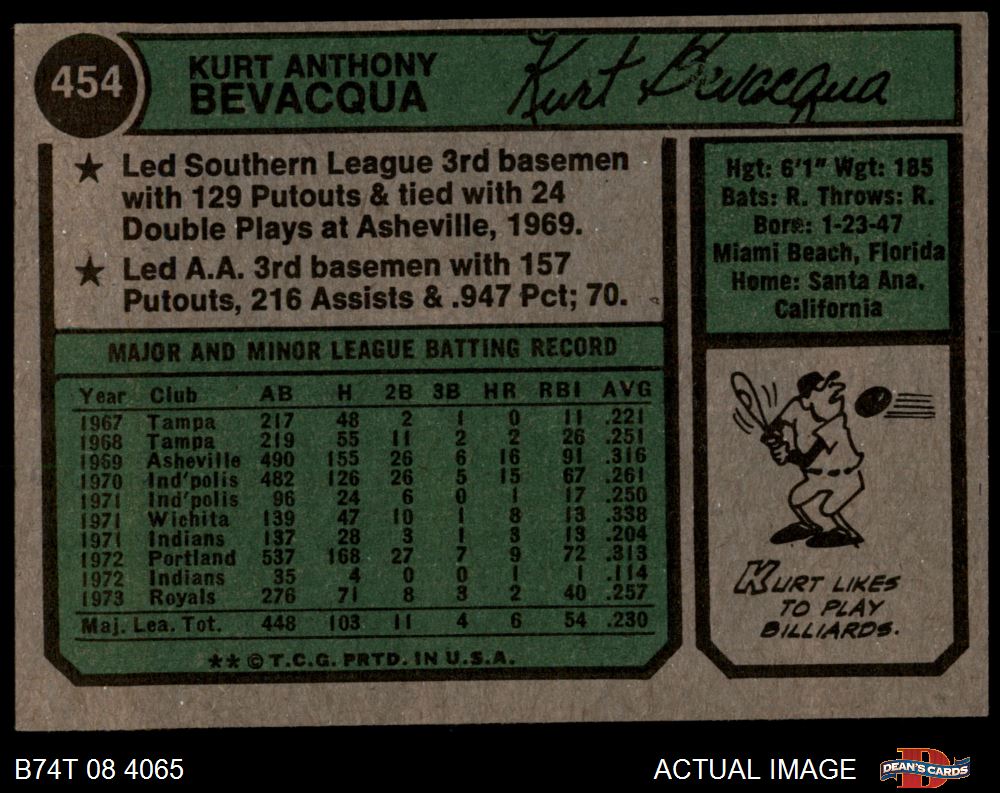 454
KURT ANTHONY
BEVACQUA
Kurt Bevacqua
★ Led Southern League 3rd basemen
with 129 Putouts & tied with 24
Double Plays at Asheville, 1969.
★ Led A.A. 3rd basemen with 157
Putouts, 216 Assists & .947 Pct; 70.
Hgt: 6'1" Wgt: 185
Bats: R. Throws: R.
Born: 1-23-47
Miami Beach, Florida
Home: Santa Ana,
California
MAJOR AND MINOR LEAGUE BATTING RECORD
Year Club AB H 2B 3B HR RBI AVG
1967 Tampa 217 48 2 1 0 11 .221
1968 Tampa 219 55 11 2 2 26 .251
1969 Asheville 490 155 26 6 16 91 .316
1970 Ind'polis 482 126 26 5 15 67 .261
1971 Ind'polis 96 24 6 0 1 17 .250
1971 Wichita 139 47 10 1 8 13 .338
1971 Indians 137 28 3 1 3 13 .204
1972 Portland 537 168 27 7 9 72 .313
1972 Indians 35 4 0 0 1 1 .114
1973 Royals 276 71 8 3 2 40 .257
Maj. Lea. Tot. 448 103 11 4 6 54 .230
** © T.C.G. PRTD. IN U.S.A.
KURT LIKES
TO PLAY
BILLIARDS.
B74T 08 4065
ACTUAL IMAGE
DEAN'S CARDS